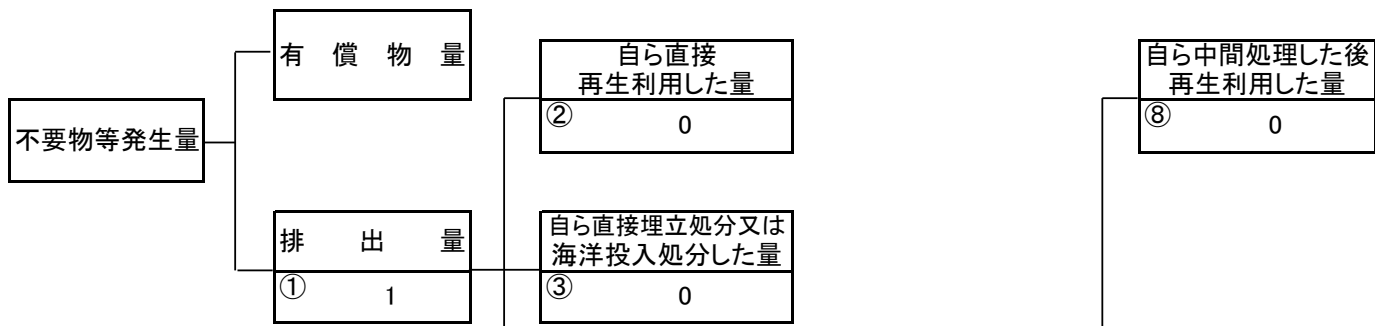 有償物量
自ら直接
再生利用した量
② 0
自ら中間処理した後
再生利用した量
⑧ 0
不要物等発生量
排出量
① 1
自ら直接埋立処分又は
海洋投入処分した量
③ 0